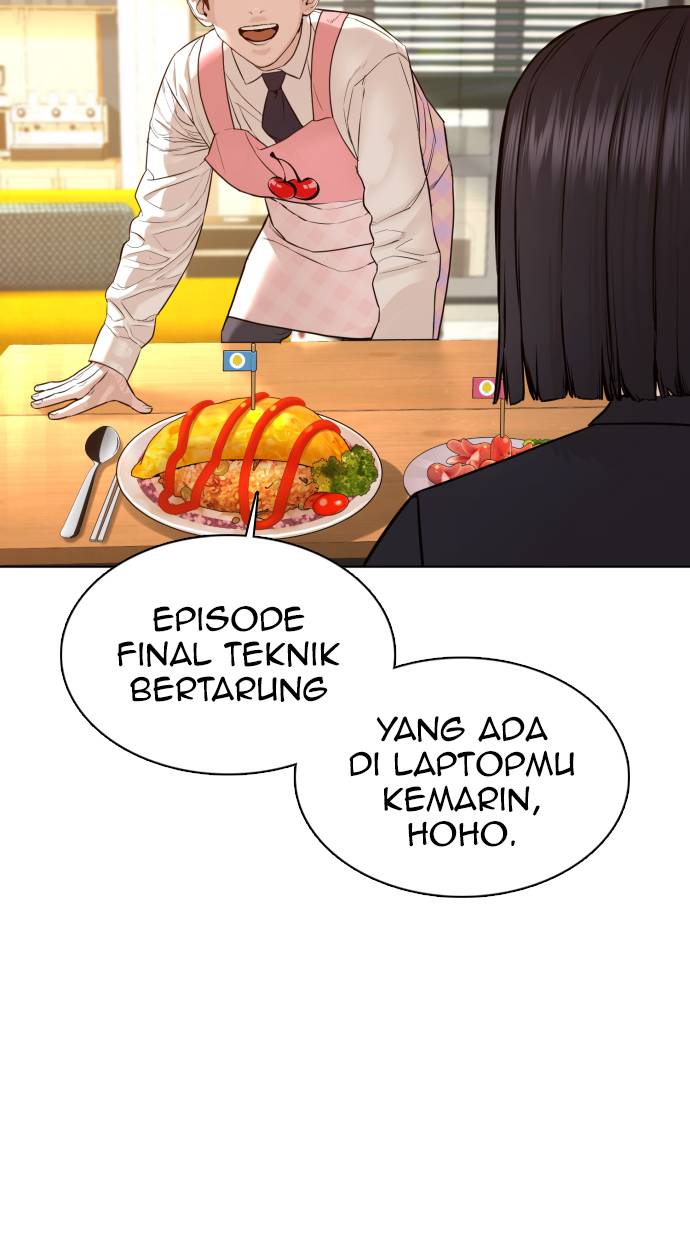 EPISODE
FINAL TEKNIK
BERTARUNG
YANG ADA
DI LAPTOPMU
KEMARIN,
HOHO.